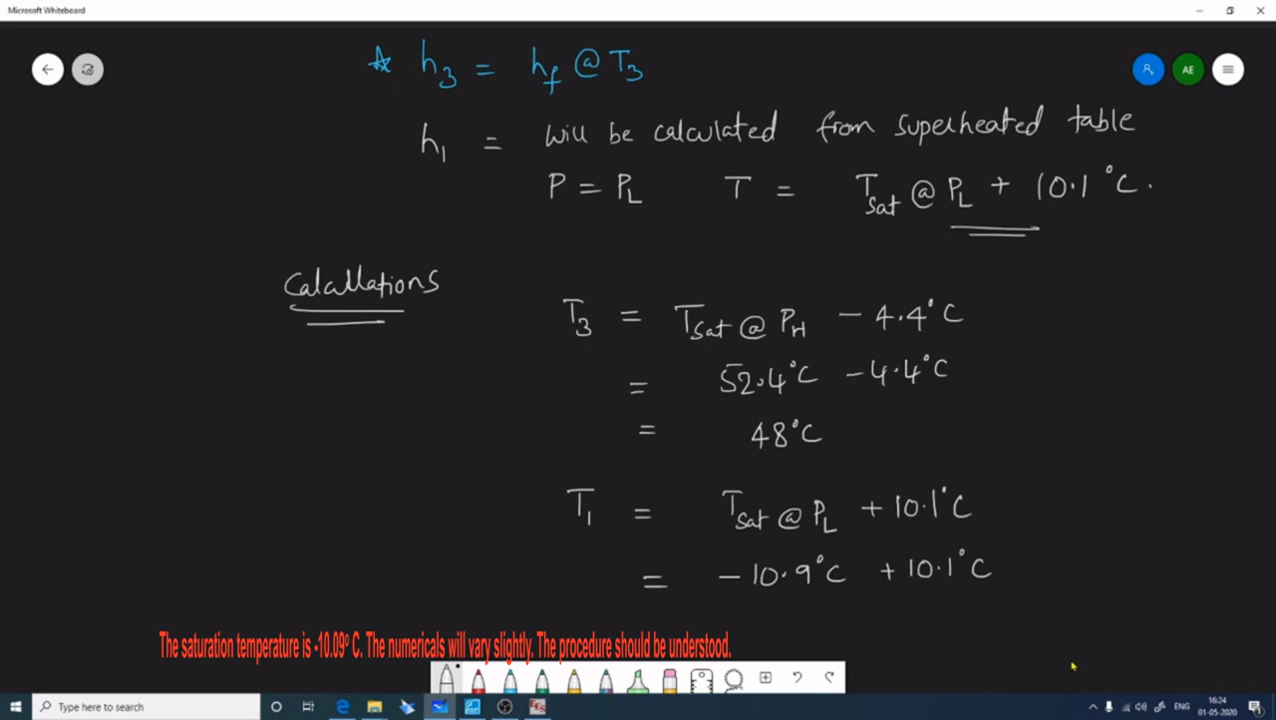 Microsoft Whiteboard
☆ h3 = hf @ T3
AE
h1 = will be calculated from superheated table
P = PL T = Tsat @ PL + 10.1°C.
Calcullations
T3 = Tsat @ PH - 4.4°C
= 52.4°C - 4.4°C
= 48°C
T1 = Tsat @ PL + 10.1°C
= - 10.9°C + 10.1°C
The saturation temperature is -10.09⁰ C. The numericals will vary slightly. The procedure should be understood.
Type here to search
ENG
16:24
01-05-2020